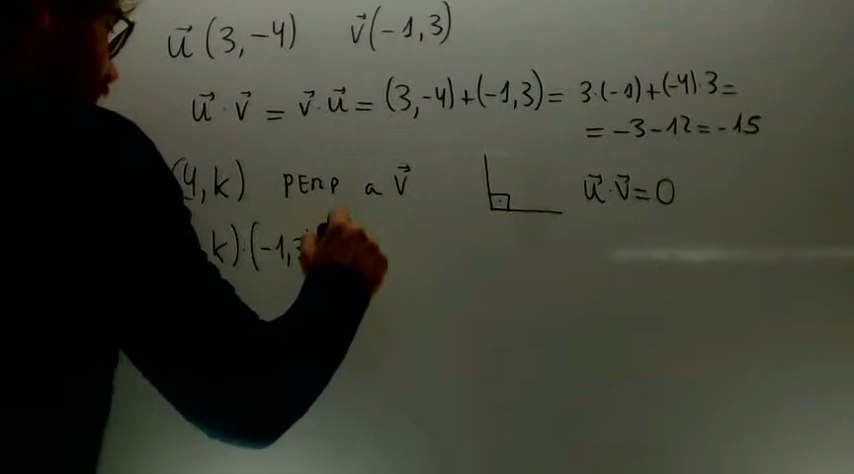 u⃗ (3,-4) v⃗(-1,3)
u⃗ · v⃗ = v⃗·u⃗ = (3,-4)+(-1,3)= 3·(-1)+(-4)·3=
= -3-12=-15
(4,k) PERP a v⃗ u⃗·v⃗=0
k)·(-1,3